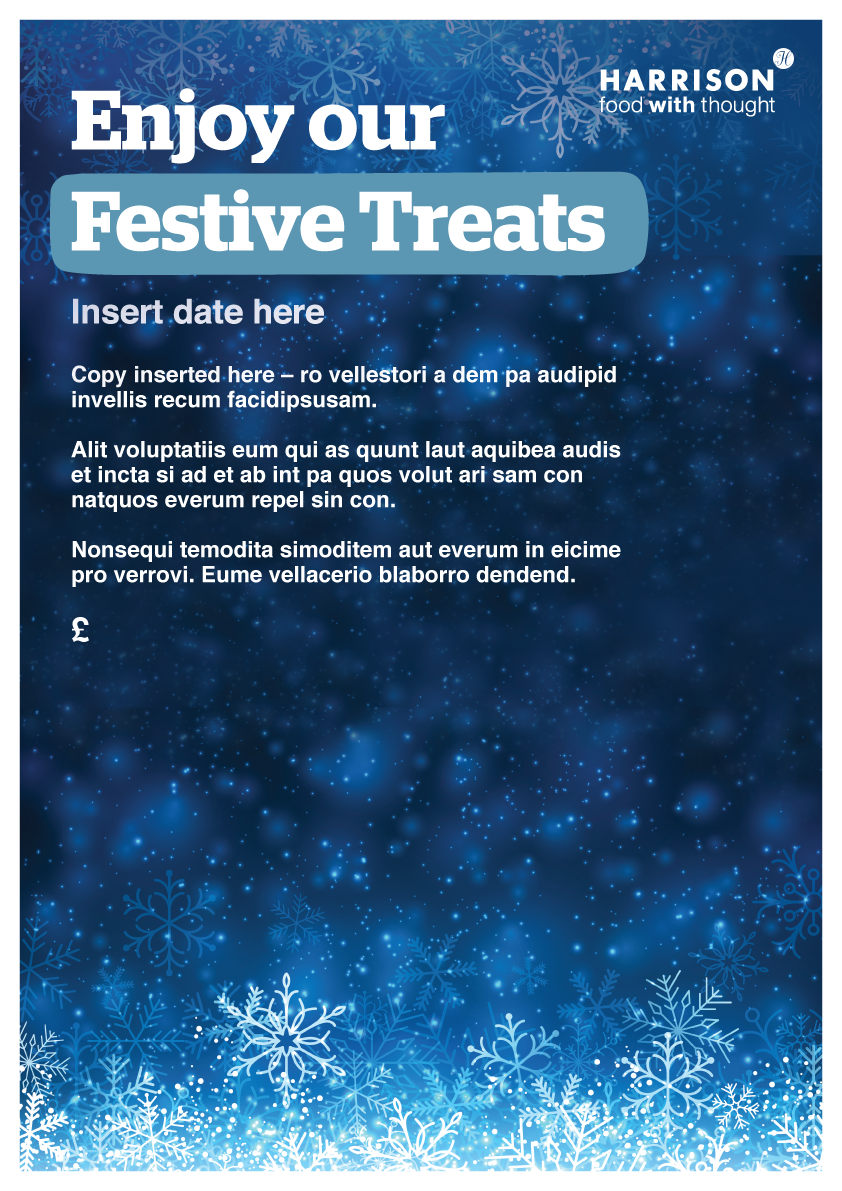 H
HARRISON
food with thought
Enjoy our
Festive Treats
Insert date here
Copy inserted here – ro vellestori a dem pa audipid
invellis recum facidipsusam.
Alit voluptatiis eum qui as quunt laut aquibea audis
et incta si ad et ab int pa quos volut ari sam con
natquos everum repel sin con.
Nonsequi temodita simoditem aut everum in eicime
pro verrovi. Eume vellacerio blaborro dendend.
£